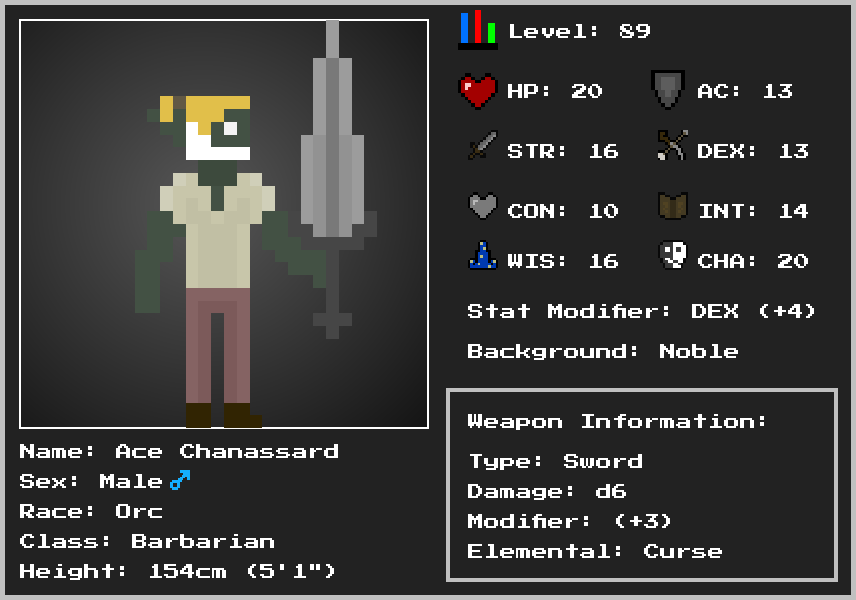 Level: 89
HP: 20 AC: 13
STR: 16 DEX: 13
CON: 10 INT: 14
WIS: 16 CHA: 20
Stat Modifier: DEX (+4)
Background: Noble
Weapon Information:
Type: Sword
Damage: d6
Modifier: (+3)
Elemental: Curse
Name: Ace Chanassard
Sex: Male ♂
Race: Orc
Class: Barbarian
Height: 154cm (5'1")